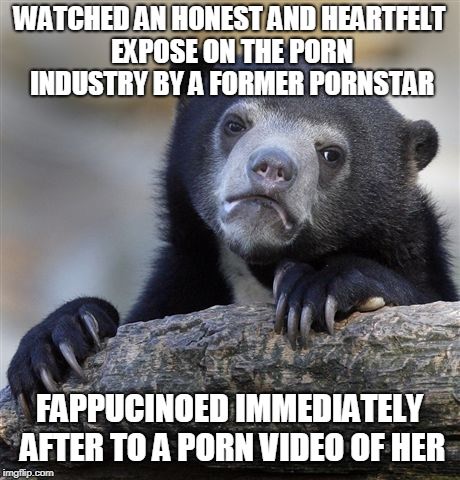 WATCHED AN HONEST AND HEARTFELT
EXPOSE ON THE PORN
INDUSTRY BY A FORMER PORNSTAR
FAPPUCINOED IMMEDIATELY
AFTER TO A PORN VIDEO OF HER
imgflip.com